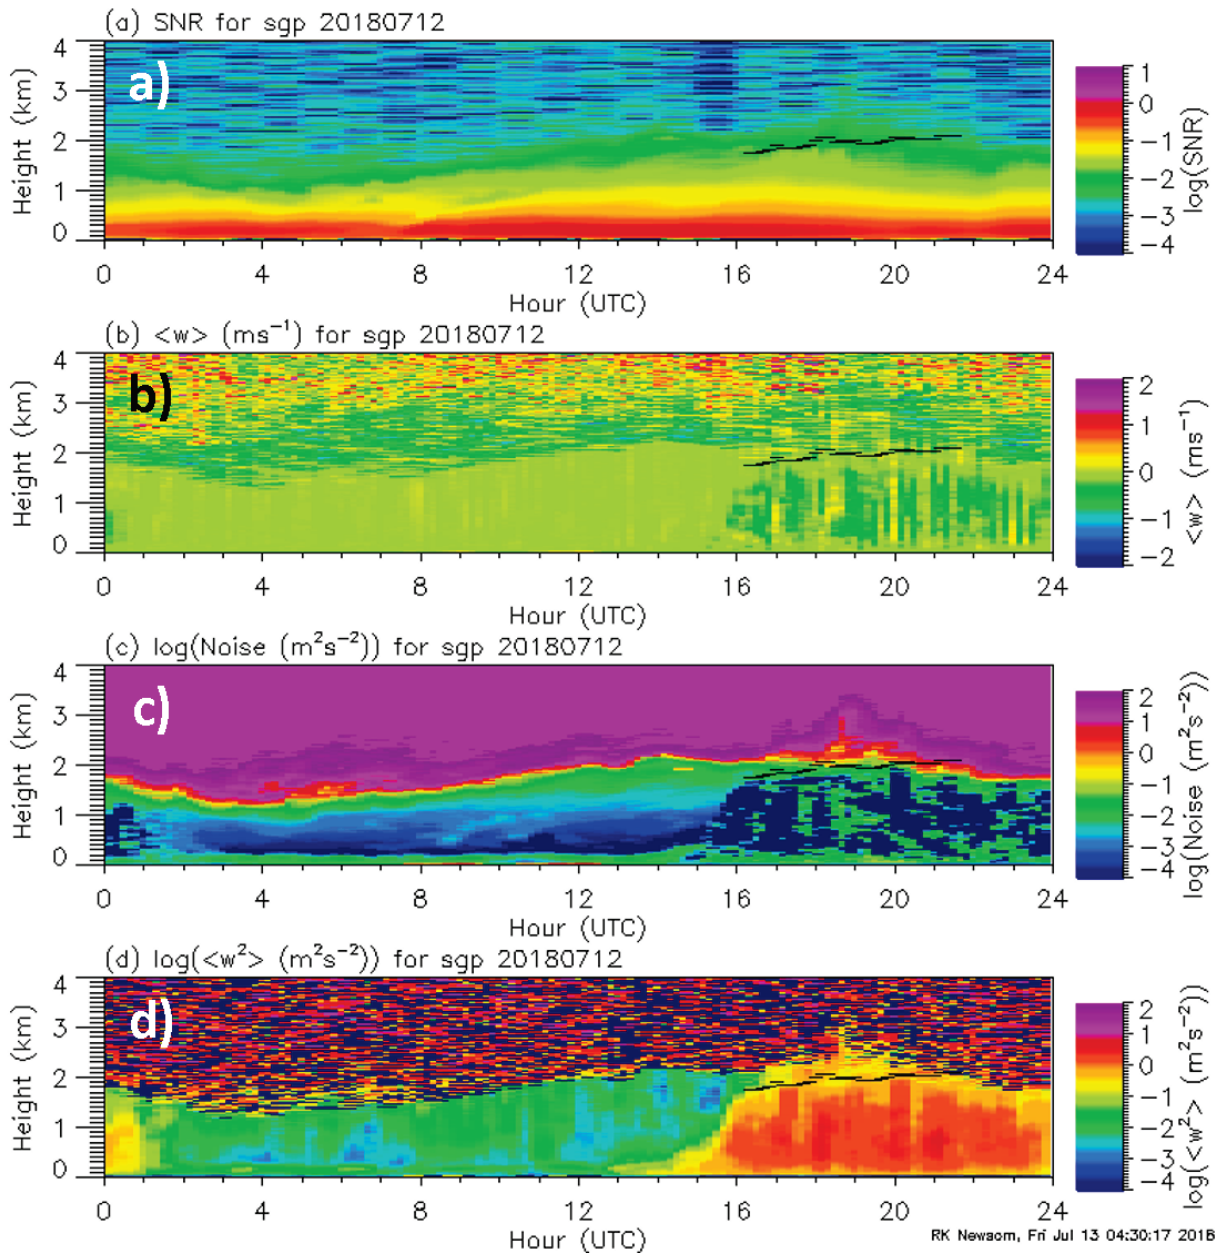 (a) SNR for sgp 20180712
a)
4
3
2
1
0
Height (km)
0 4 8 12 16 20 24
Hour (UTC)
1
0
−1
−2
−3
−4
log(SNR)
(b) <w> (ms⁻¹) for sgp 20180712
b)
4
3
2
1
0
Height (km)
0 4 8 12 16 20 24
Hour (UTC)
2
1
0
−1
−2
<w> (ms⁻¹)
(c) log(Noise (m²s⁻²)) for sgp 20180712
c)
4
3
2
1
0
Height (km)
0 4 8 12 16 20 24
Hour (UTC)
2
1
0
−1
−2
−3
−4
log(Noise (m²s⁻²))
(d) log(<w²> (m²s⁻²)) for sgp 20180712
d)
4
3
2
1
0
Height (km)
0 4 8 12 16 20 24
Hour (UTC)
2
1
0
−1
−2
−3
−4
log(<w²> (m²s⁻²))
RK Newsom, Fri Jul 13 04:30:17 2018